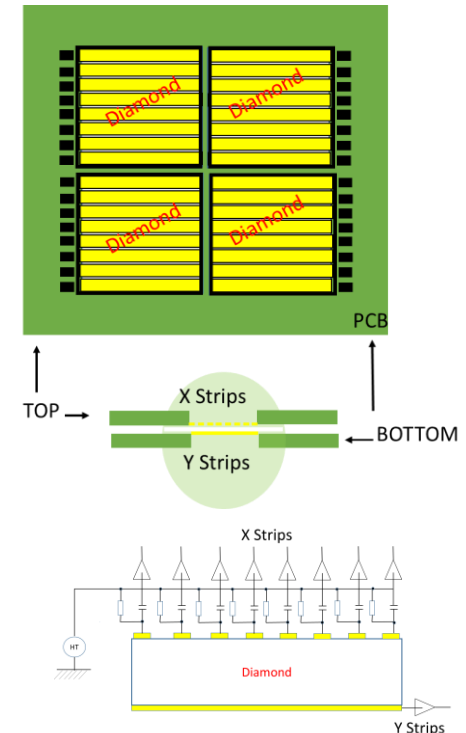 Diamond
Diamond
Diamond
Diamond
PCB
TOP
X Strips
Y Strips
BOTTOM
X Strips
HT
Diamond
Y Strips